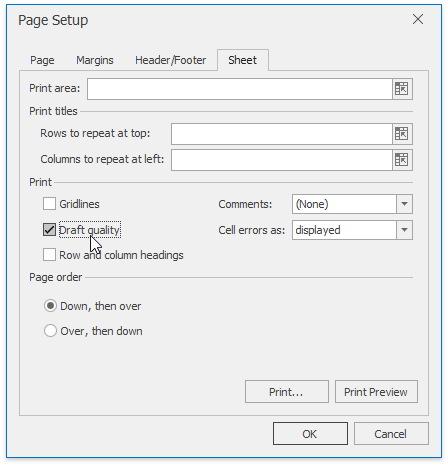 Page Setup
Page Margins Header/Footer Sheet
Print area:
Print titles
Rows to repeat at top:
Columns to repeat at left:
Print
Gridlines Comments: (None)
Draft quality Cell errors as: displayed
Row and column headings
Page order
Down, then over
Over, then down
Print... Print Preview
OK Cancel